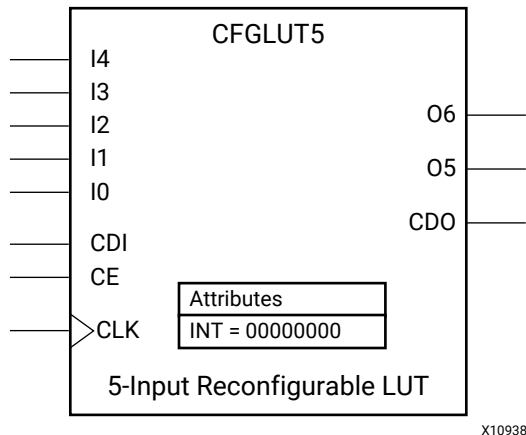 CFGLUT5
I4
I3
I2
I1
I0
CDI
CE
CLK
O6
O5
CDO
Attributes
INT = 00000000
5-Input Reconfigurable LUT
X10938